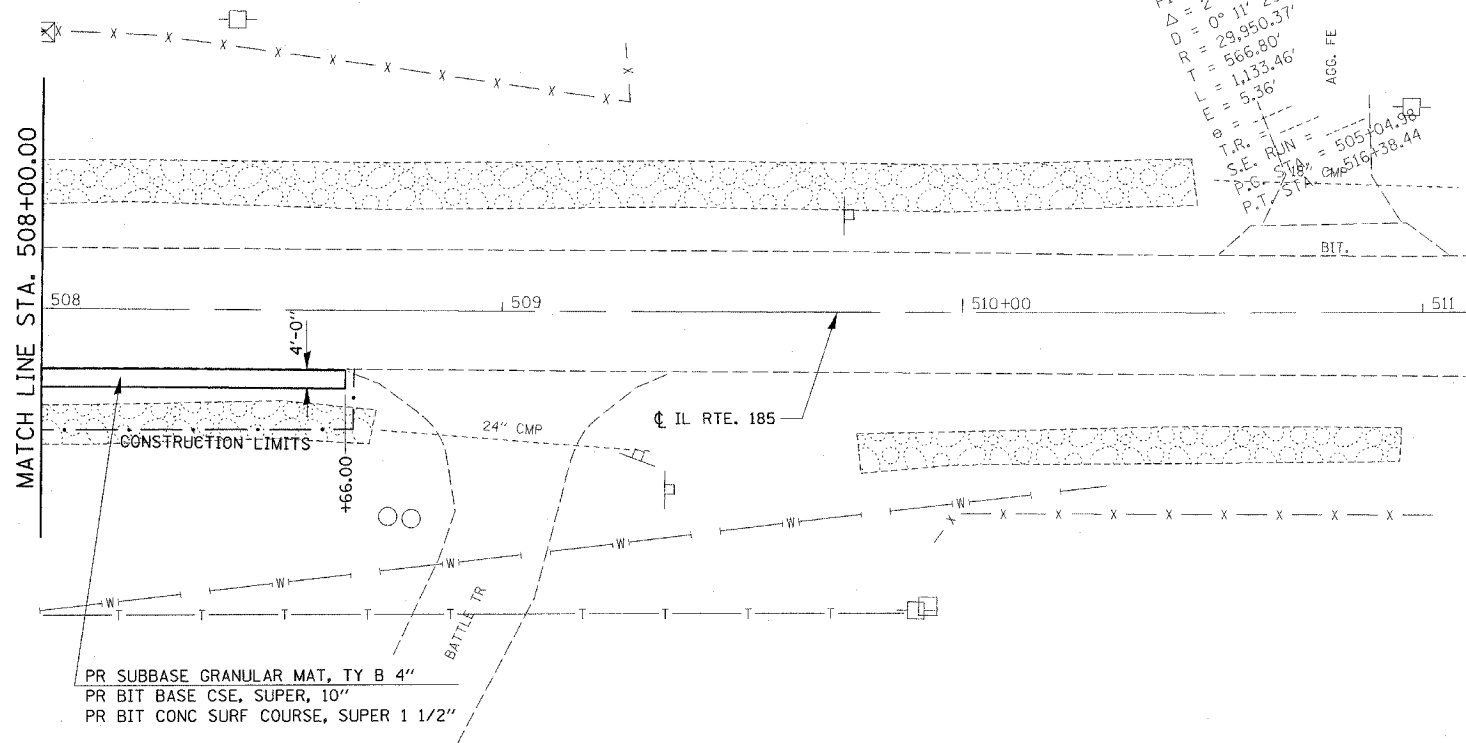 Δ = 2
D = 0° 11'
R = 29,950.37'
T = 566.80'
L = 1,133.46'
E = 5.36'
e = -----
T.R. = -----
S.E. RUN = -----
P.C. STA. = 505+04.98
P.T. STA. 516+38.44
AGG. FE
18" CMP
BIT.
MATCH LINE STA. 508+00.00
508
509
510+00
511
4'-0"
℄ IL RTE. 185
24" CMP
CONSTRUCTION LIMITS
+66.00
BATTLE TR
PR SUBBASE GRANULAR MAT, TY B 4"
PR BIT BASE CSE, SUPER, 10"
PR BIT CONC SURF COURSE, SUPER 1 1/2"
X X X X X X X X X X X X
X X X X X X X X X
W W W W W W
T T T T T T T T T